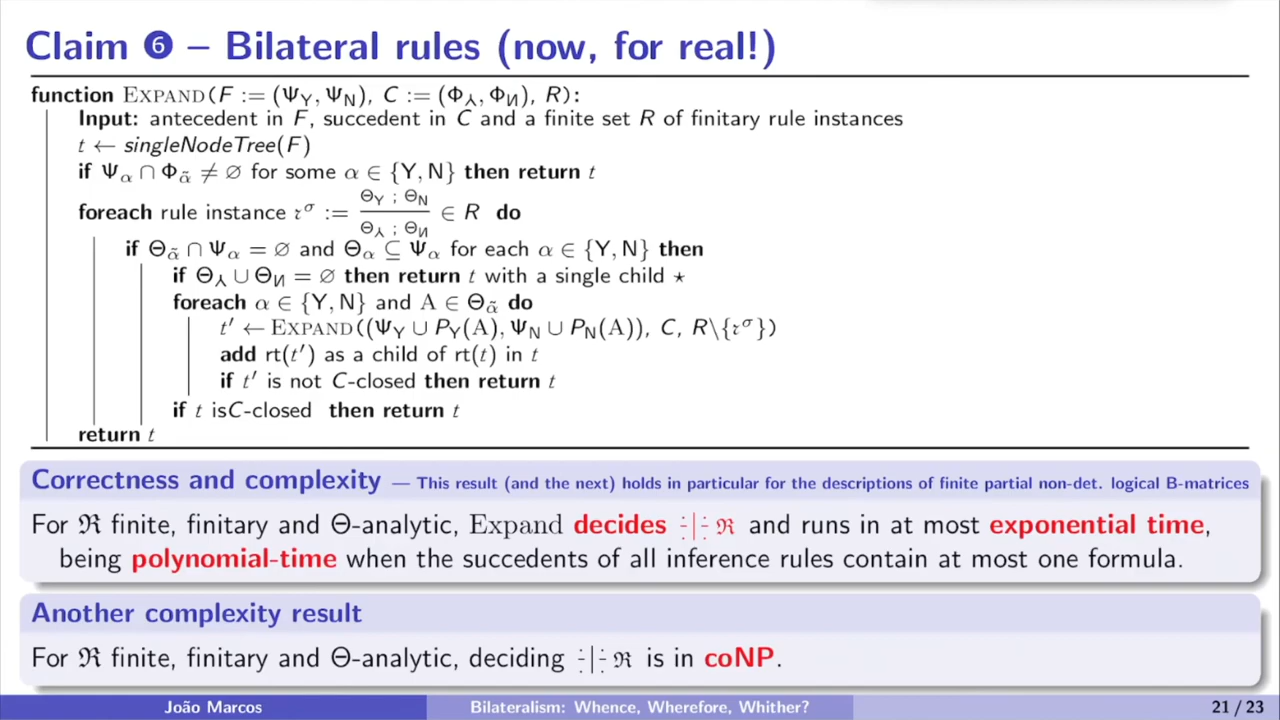 Claim ❻ – Bilateral rules (now, for real!)
function EXPAND(F := (Ψ_Y, Ψ_N), C := (Φ_⅄, Φ_И), R):
Input: antecedent in F, succedent in C and a finite set R of finitary rule instances
t ← singleNodeTree(F)
if Ψ_α ∩ Φ_α̃ ≠ ∅ for some α ∈ {Y, N} then return t
foreach rule instance τ^σ := Θ_Y ; Θ_N / Θ_⅄ ; Θ_И ∈ R do
if Θ_α̃ ∩ Ψ_α = ∅ and Θ_α ⊆ Ψ_α for each α ∈ {Y, N} then
if Θ_⅄ ∪ Θ_И = ∅ then return t with a single child ⋆
foreach α ∈ {Y, N} and A ∈ Θ_α̃ do
t′ ← EXPAND((Ψ_Y ∪ P_Y(A), Ψ_N ∪ P_N(A)), C, R\{τ^σ})
add rt(t′) as a child of rt(t) in t
if t′ is not C-closed then return t
if t isC-closed then return t
return t
Correctness and complexity — This result (and the next) holds in particular for the descriptions of finite partial non-det. logical B-matrices
For ℜ finite, finitary and Θ-analytic, Expand decides ⁚|⁚ ℜ and runs in at most exponential time,
being polynomial-time when the succedents of all inference rules contain at most one formula.
Another complexity result
For ℜ finite, finitary and Θ-analytic, deciding ⁚|⁚ ℜ is in coNP.
João Marcos Bilateralism: Whence, Wherefore, Whither? 21 / 23